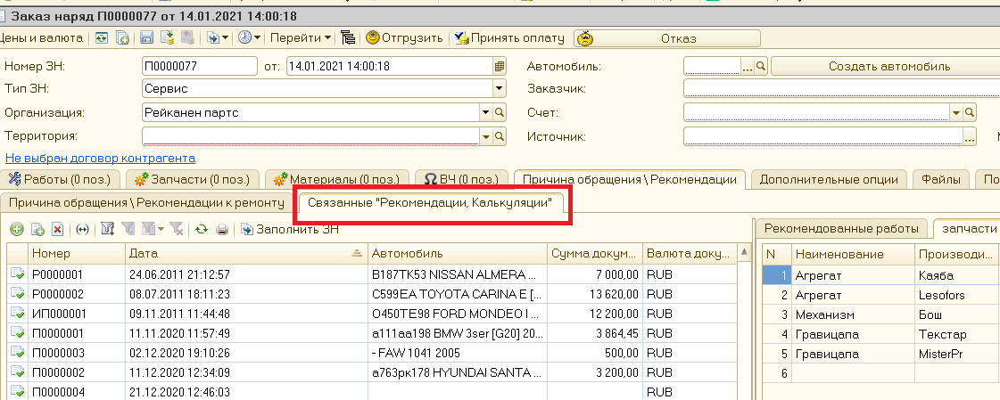 Заказ наряд П0000077 от 14.01.2021 14:00:18
Цены и валюта Перейти Отгрузить Принять оплату Отказ
Номер ЗН: П0000077 от: 14.01.2021 14:00:18 Автомобиль: ... Создать автомобиль
Тип ЗН: Сервис Заказчик:
Организация: Рейканен партс Счет:
Территория: Источник: ...
Не выбран договор контрагента
Работы (0 поз.) Запчасти (0 поз.) Материалы (0 поз.) ВЧ (0 поз.) Причина обращения \ Рекомендации Дополнительные опции Файлы По
Причина обращения \ Рекомендации к ремонту Связанные "Рекомендации, Калькуляции"
Заполнить ЗН Рекомендованные работы запчасти
Номер Дата Автомобиль Сумма докум... Валюта доку... N Наименование Производи...
Р0000001 24.06.2011 21:12:57 В187ТК53 NISSAN ALMERA ... 7 000,00 RUB 1 Агрегат Каяба
Р0000002 08.07.2011 18:11:23 С599ЕА TOYOTA CARINA E [... 13 620,00 RUB 2 Агрегат Lesofors
ИП000001 09.11.2011 11:44:48 О450ТЕ98 FORD MONDEO I ... 12 200,00 RUB 3 Механизм Бош
П0000001 11.11.2020 11:57:49 а111аа198 BMW 3ser [G20] 20... 3 864,45 RUB 4 Гравицапа Текстар
П0000003 02.12.2020 19:10:26 - FAW 1041 2005 500,00 RUB 5 Гравицапа MisterPr
П0000002 11.12.2020 12:34:09 а763рк178 HYUNDAI SANTA ... 3 200,00 RUB 6
П0000004 21.12.2020 12:46:03 RUB